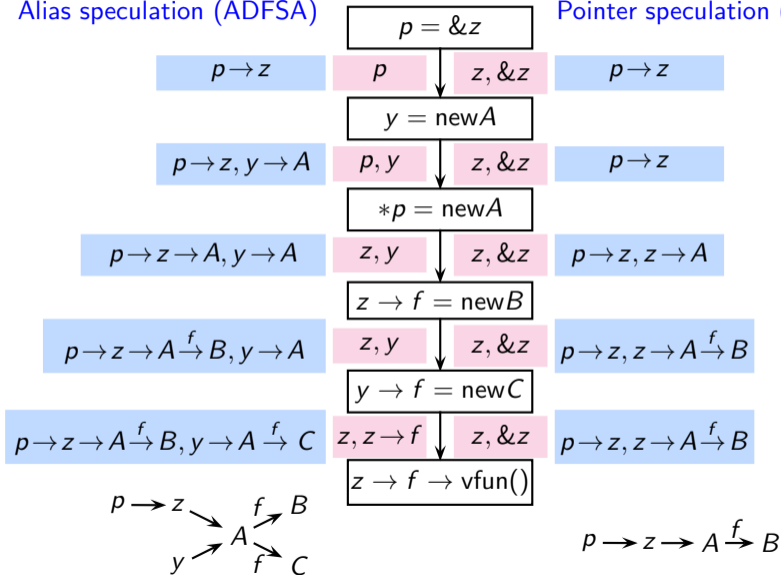 Alias speculation (ADFSA) Pointer speculation (
p = &z
p→z p z, &z p→z
y = newA
p→z, y→A p, y z, &z p→z
*p = newA
p→z→A, y→A z, y z, &z p→z, z→A
z → f = newB
p→z→A f→ B, y→A z, y z, &z p→z, z→A f→ B
y → f = newC
p→z→A f→ B, y→A f→ C z, z→f z, &z p→z, z→A f→ B
z → f → vfun()
p → z f B
A f
y f C p → z → A → B